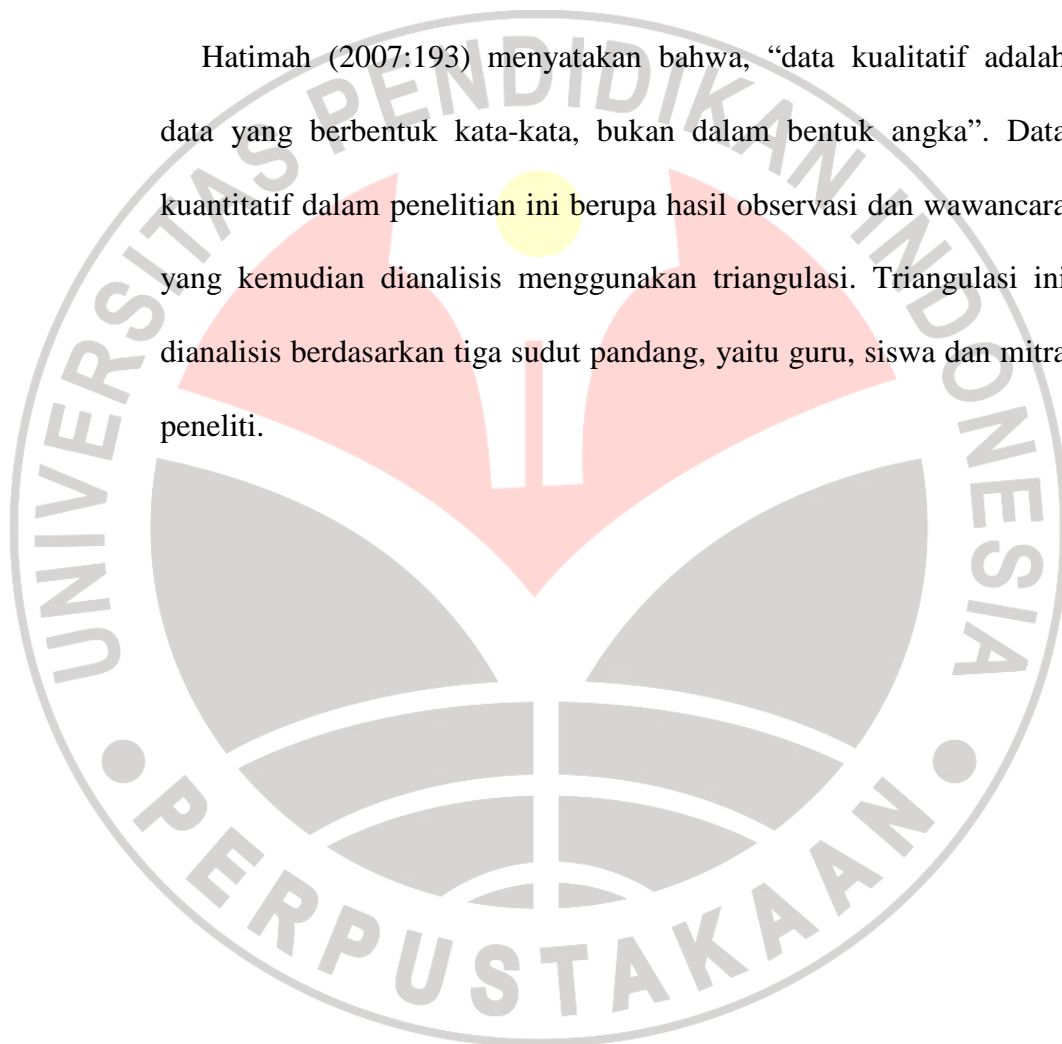 Hatimah (2007:193) menyatakan bahwa, “data kualitatif adalah
data yang berbentuk kata-kata, bukan dalam bentuk angka”. Data
kuantitatif dalam penelitian ini berupa hasil observasi dan wawancara
yang kemudian dianalisis menggunakan triangulasi. Triangulasi ini
dianalisis berdasarkan tiga sudut pandang, yaitu guru, siswa dan mitra
peneliti.
UNIVERSITAS PENDIDIKAN INDONESIA
PERPUSTAKAAN